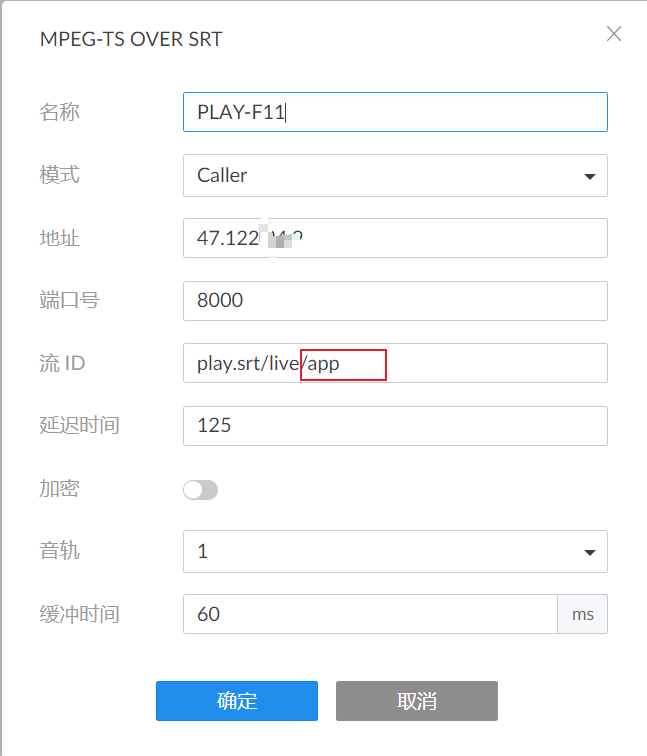 MPEG-TS OVER SRT
名称 PLAY-F11
模式 Caller
地址 47.122
端口号 8000
流 ID play.srt/live/app
延迟时间 125
加密
音轨 1
缓冲时间 60 ms
确定 取消